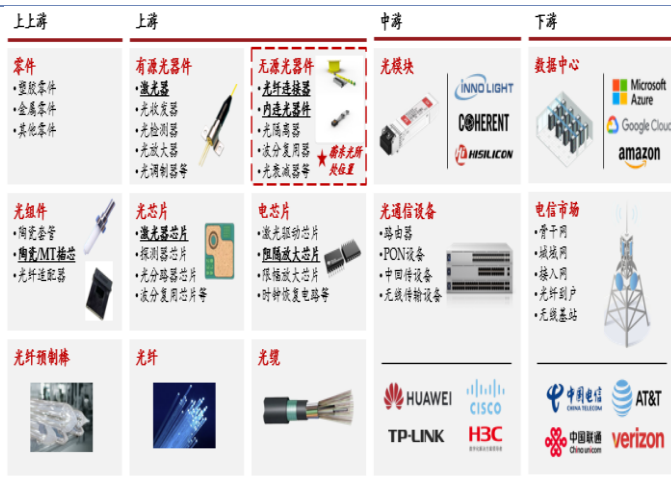 上上游
上游
中游
下游
零件
•塑胶零件
•金属零件
•其他零件
有源光器件
•激光器
•光收发器
•光检测器
•光放大器
•光调制器等
无源光器件
•光纤连接器
•内连光器件
•光隔离器
•波分复用器
•光衰减器等
★
处位置
光模块
INNOLIGHT
COHERENT
HISILICON
数据中心
Microsoft
Azure
Google Cloud
amazon
光组件
•陶瓷套管
•陶瓷/MT插芯
•光纤适配器
光芯片
•激光器芯片
•探测器芯片
•光分路器芯片
•波分复用芯片等
电芯片
•激光驱动芯片
•跨阻放大芯片
•限幅放大芯片
•时钟恢复电路等
光通信设备
•路由器
•PON设备
•中回传设备
•无线传输设备
电信市场
•骨干网
•城域网
•接入网
•光纤到户
•无线基站
光纤预制棒
光纤
光缆
HUAWEI
CISCO
TP-LINK
H3C
中国电信
CHINA TELECOM
AT&T
中国联通
China unicom
verizon